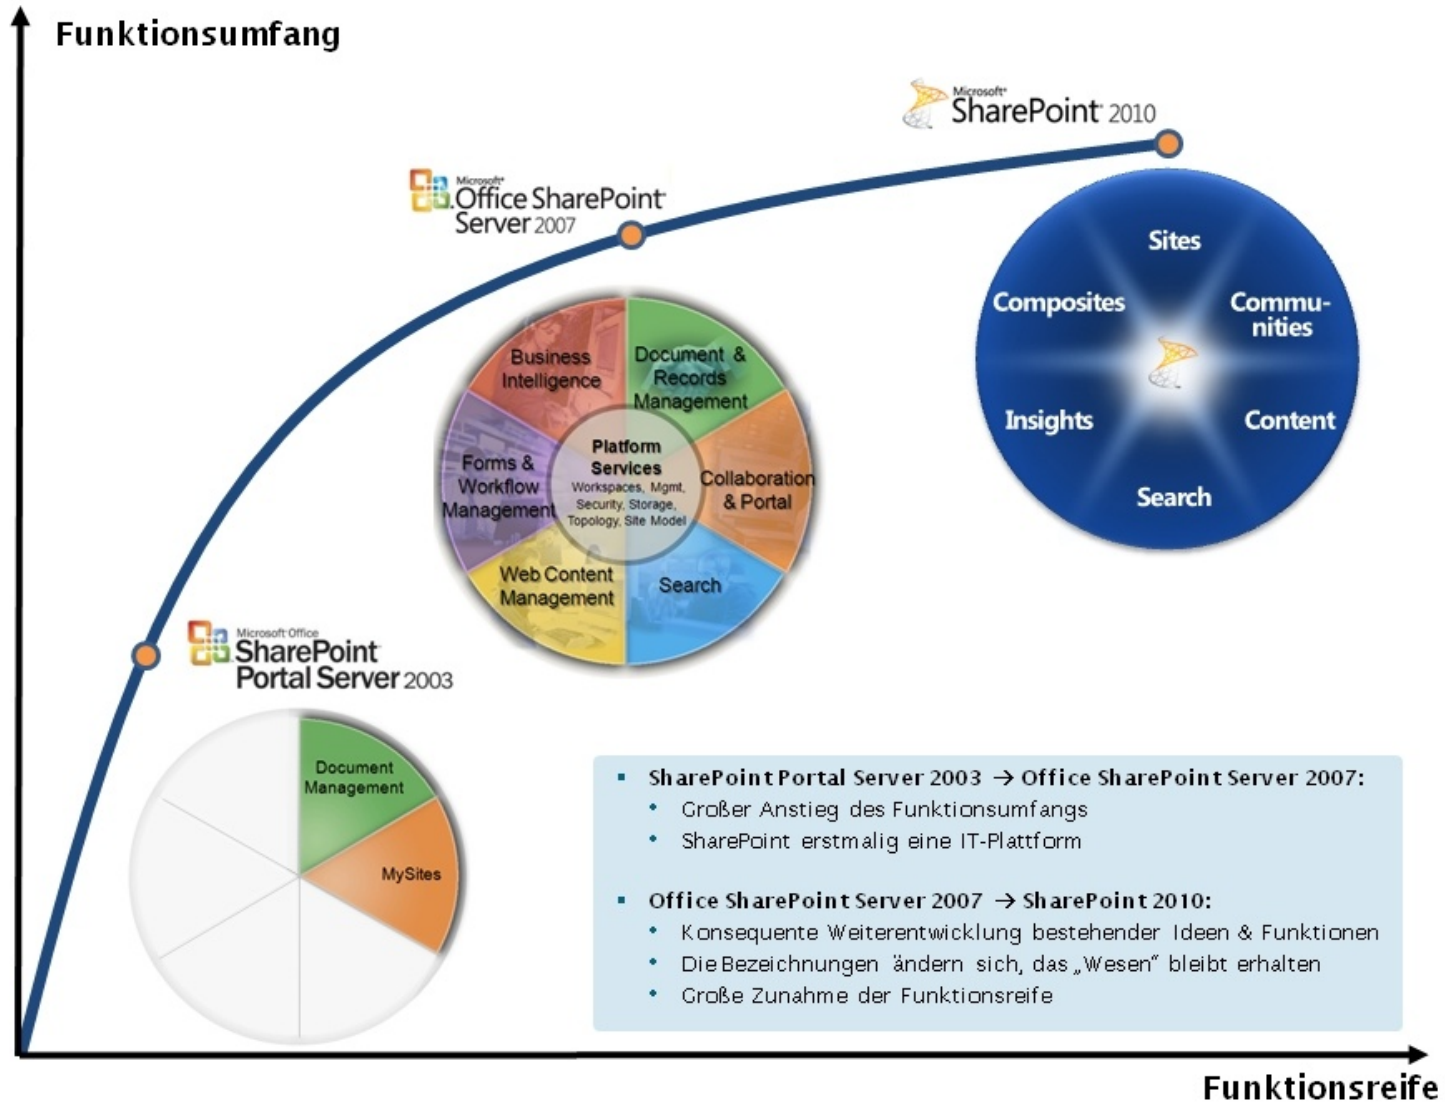 Funktionsumfang
Microsoft®
SharePoint® 2010
Microsoft®
Office SharePoint®
Server 2007
Sites
Composites
Commu-
nities
Insights
Content
Search
Business
Intelligence
Document &
Records
Management
Platform
Services
Workspaces, Mgmt,
Security, Storage,
Topology, Site Model
Forms &
Workflow
Management
Collaboration
& Portal
Web Content
Management
Search
Microsoft Office
SharePoint
Portal Server 2003
Document
Management
MySites
▪ SharePoint Portal Server 2003 → Office SharePoint Server 2007:
• Großer Anstieg des Funktionsumfangs
• SharePoint erstmalig eine IT-Plattform
▪ Office SharePoint Server 2007 → SharePoint 2010:
• Konsequente Weiterentwicklung bestehender Ideen & Funktionen
• Die Bezeichnungen ändern sich, das „Wesen“ bleibt erhalten
• Große Zunahme der Funktionsreife
Funktionsreife